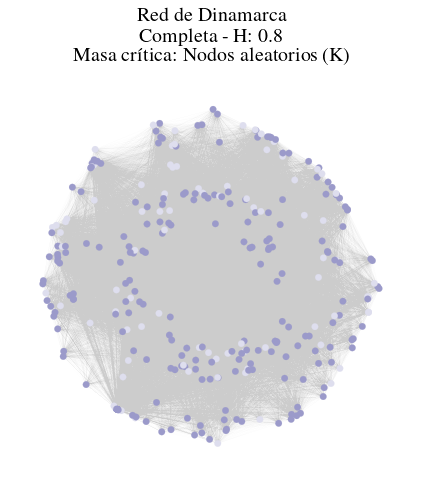 Red de Dinamarca
Completa - H: 0.8
Masa crítica: Nodos aleatorios (K)